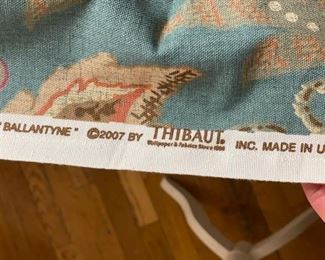 "BALLANTYNE" ©2007 BY THIBAUT. INC. MADE IN U
Wallpaper & Fabrics Since 1886